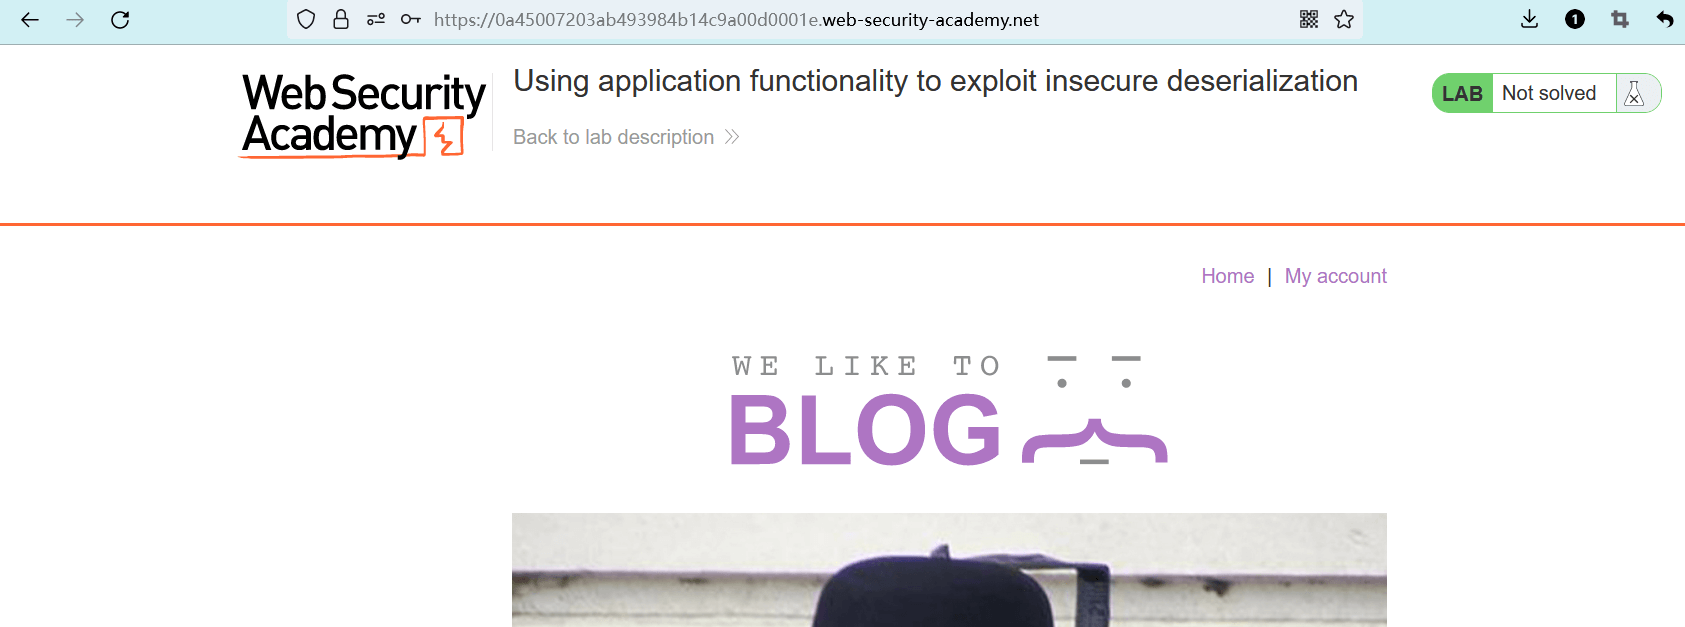 https://0a45007203ab493984b14c9a00d0001e.web-security-academy.net
1
Web Security
Academy
Using application functionality to exploit insecure deserialization
Back to lab description
LAB Not solved
Home | My account
WE LIKE TO
BLOG